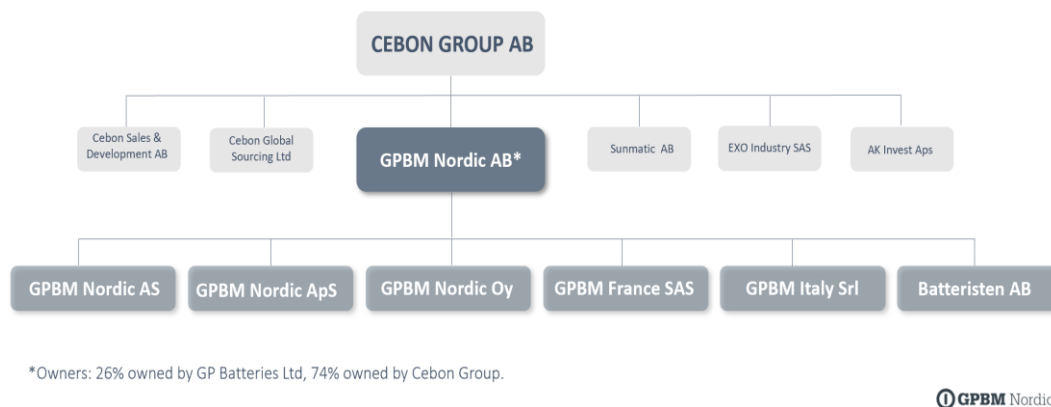 CEBON GROUP AB
Cebon Sales &
Development AB
Cebon Global
Sourcing Ltd
GPBM Nordic AB*
Sunmatic AB
EXO Industry SAS
AK Invest Aps
GPBM Nordic AS
GPBM Nordic ApS
GPBM Nordic Oy
GPBM France SAS
GPBM Italy Srl
Batteristen AB
*Owners: 26% owned by GP Batteries Ltd, 74% owned by Cebon Group.
GPBM Nordic